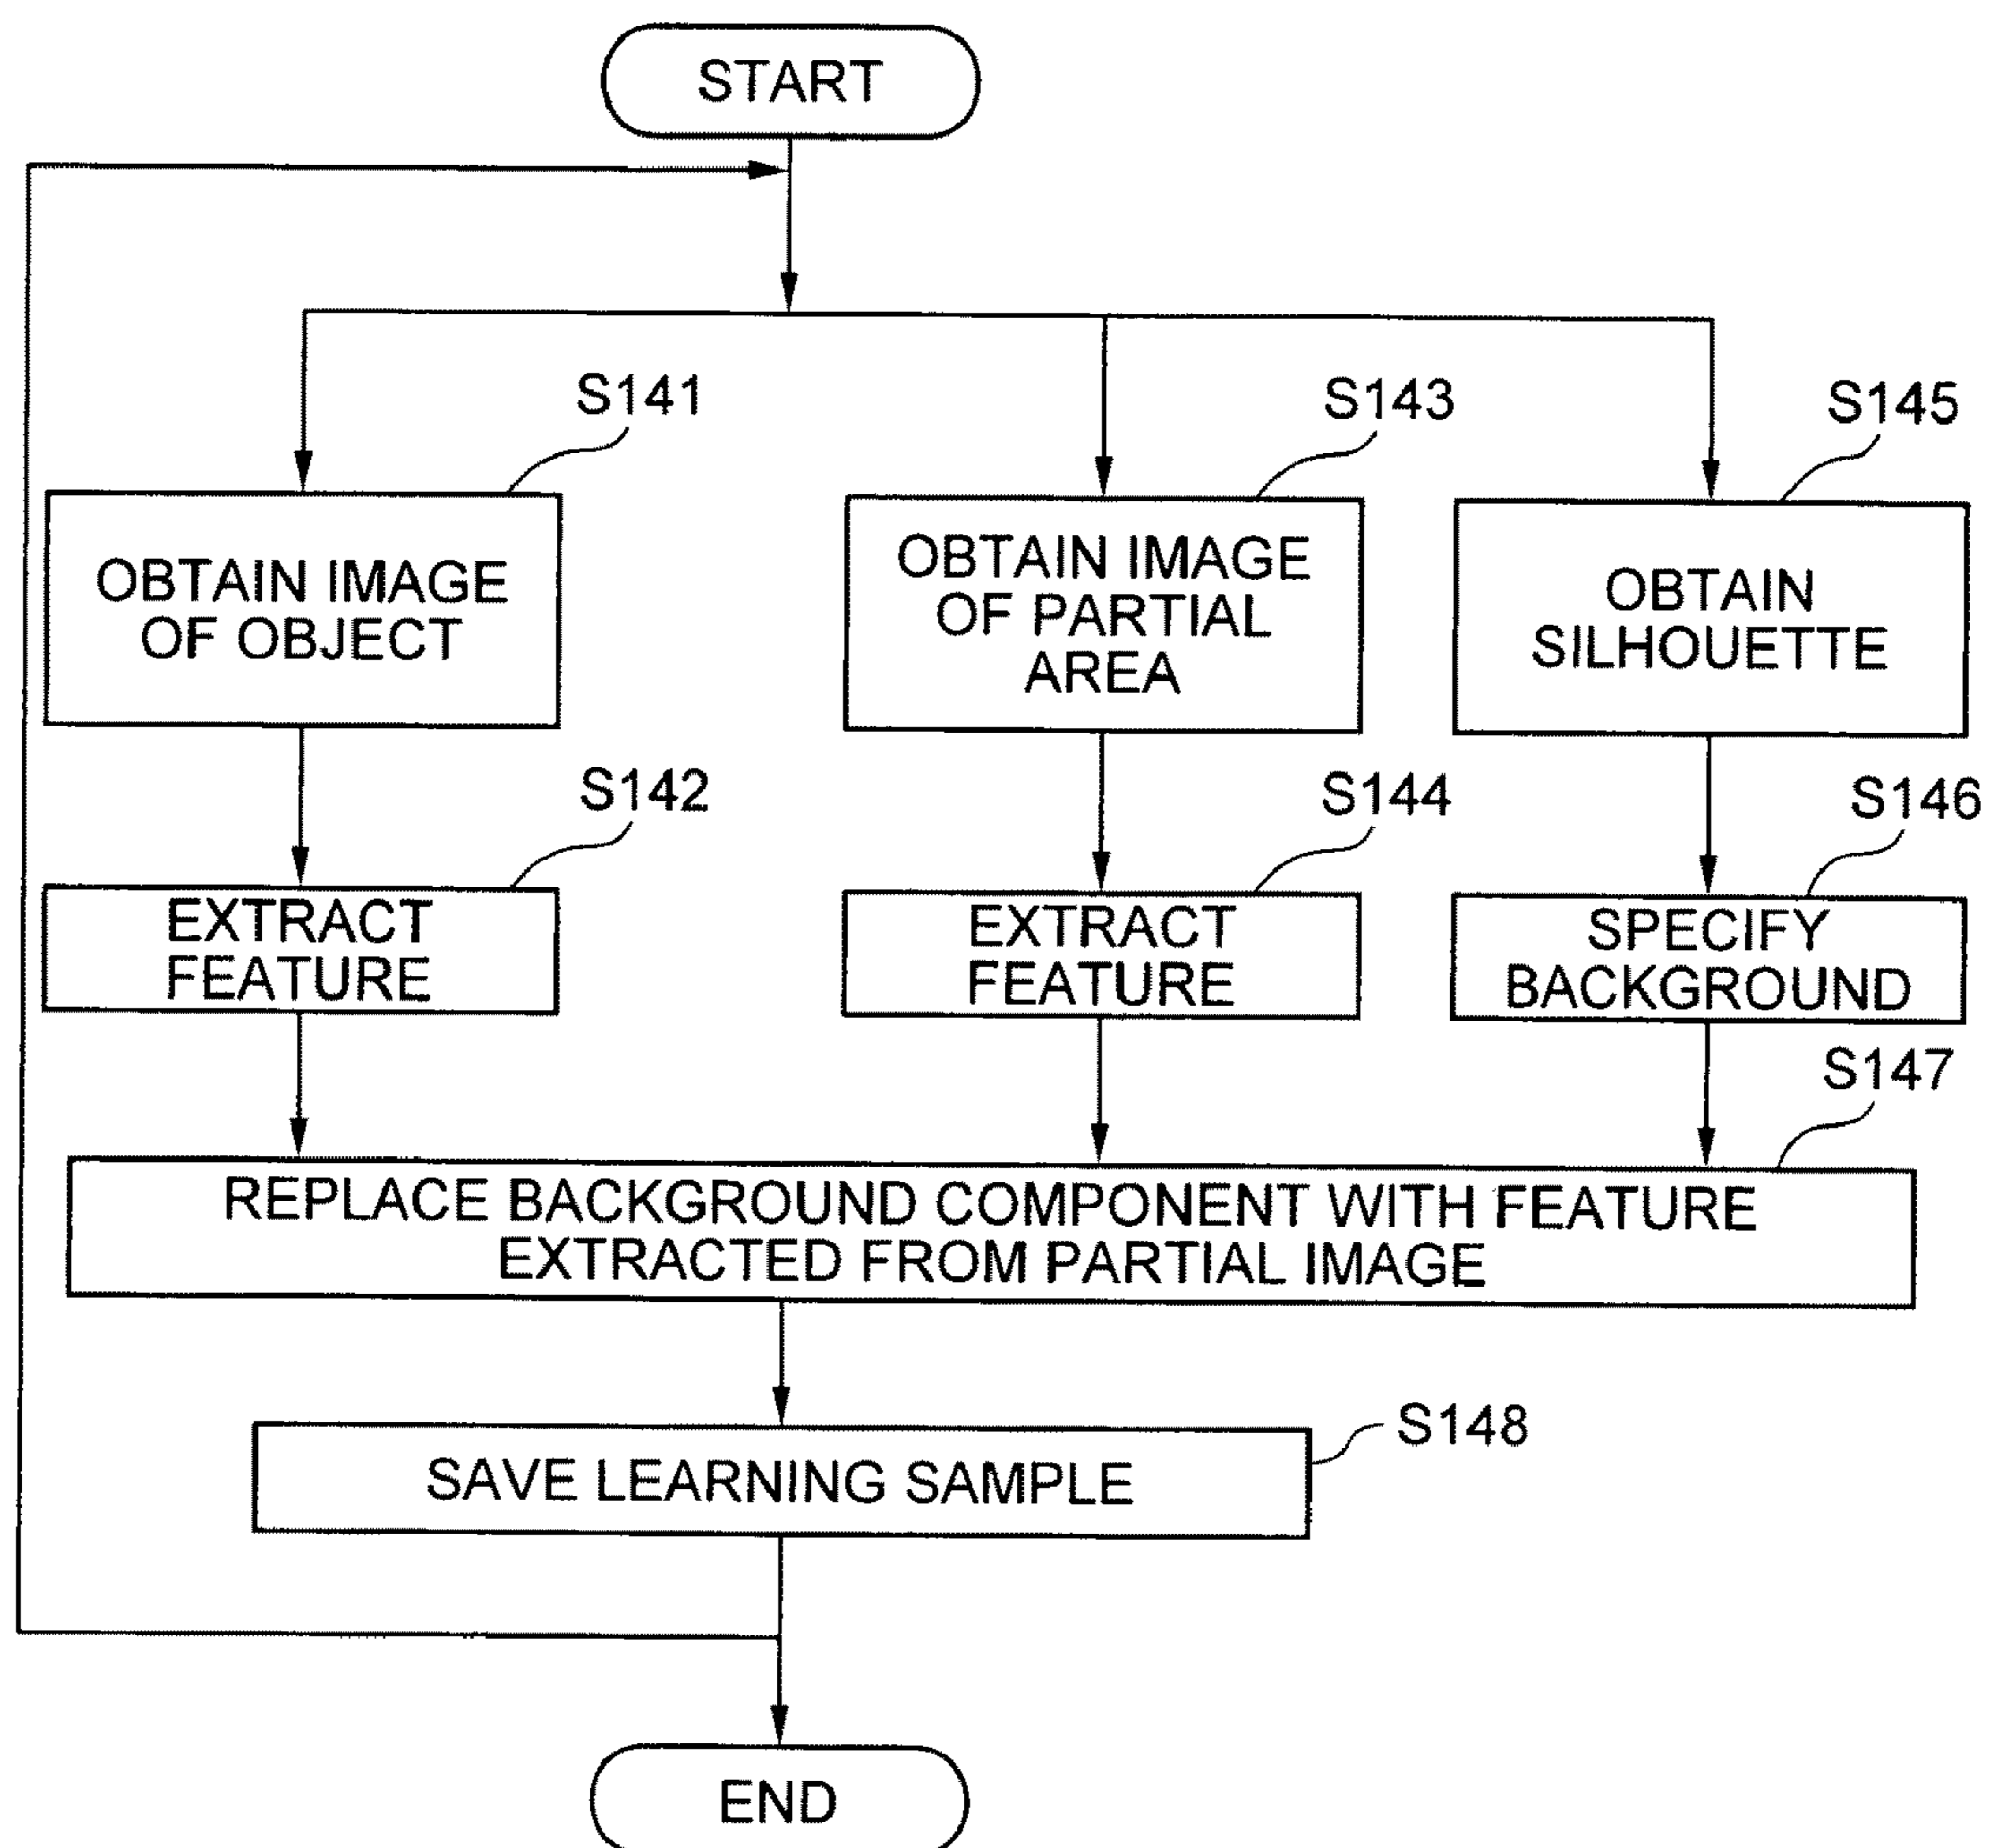 START
S141
S143
S145
OBTAIN IMAGE
OF OBJECT
OBTAIN IMAGE
OF PARTIAL
AREA
OBTAIN
SILHOUETTE
S142
S144
S146
EXTRACT
FEATURE
EXTRACT
FEATURE
SPECIFY
BACKGROUND
S147
REPLACE BACKGROUND COMPONENT WITH FEATURE
EXTRACTED FROM PARTIAL IMAGE
S148
SAVE LEARNING SAMPLE
END